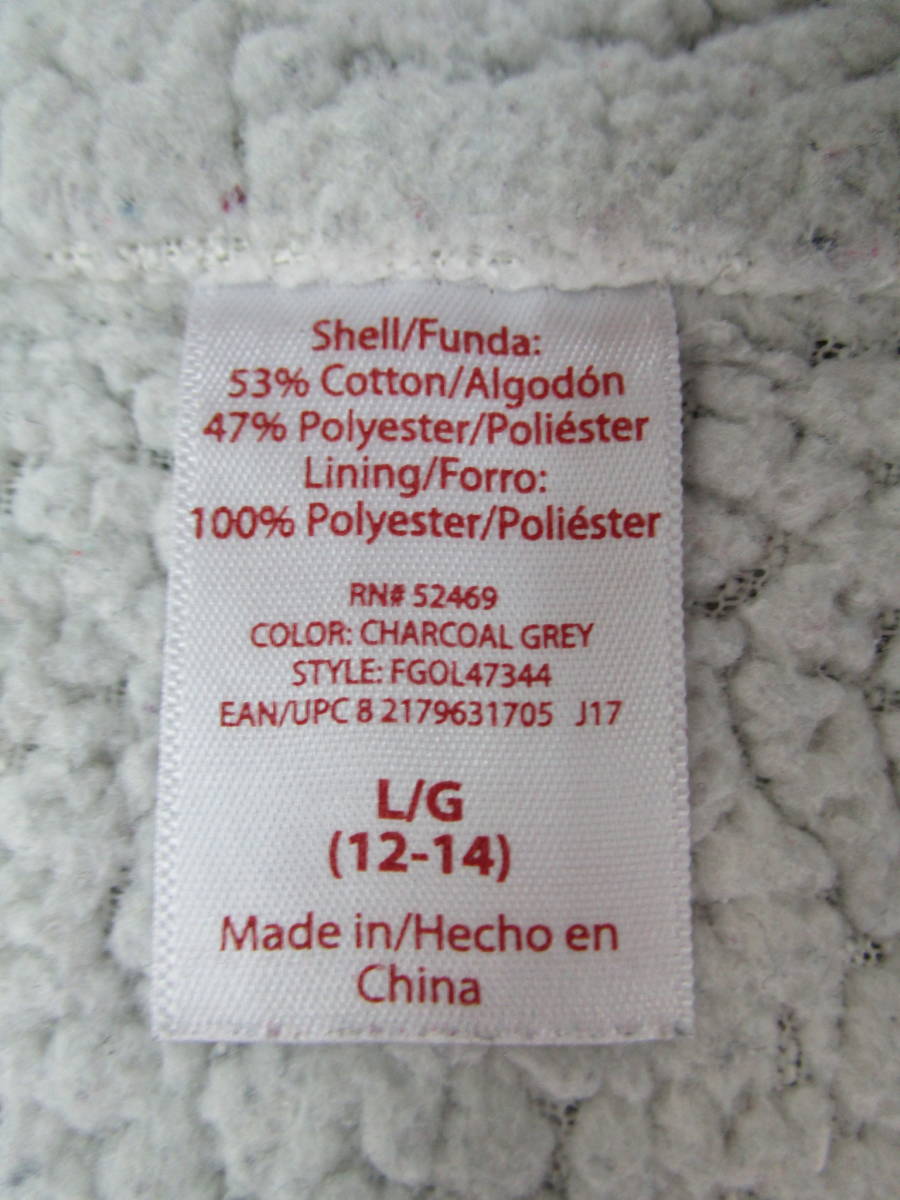 Shell/Funda:
53% Cotton/Algodón
47% Polyester/Poliéster
Lining/Forro:
100% Polyester/Poliéster
RN# 52469
COLOR: CHARCOAL GREY
STYLE: FGOL47344
EAN/UPC 8 2179631705 J17
L/G
(12-14)
Made in/Hecho en
China